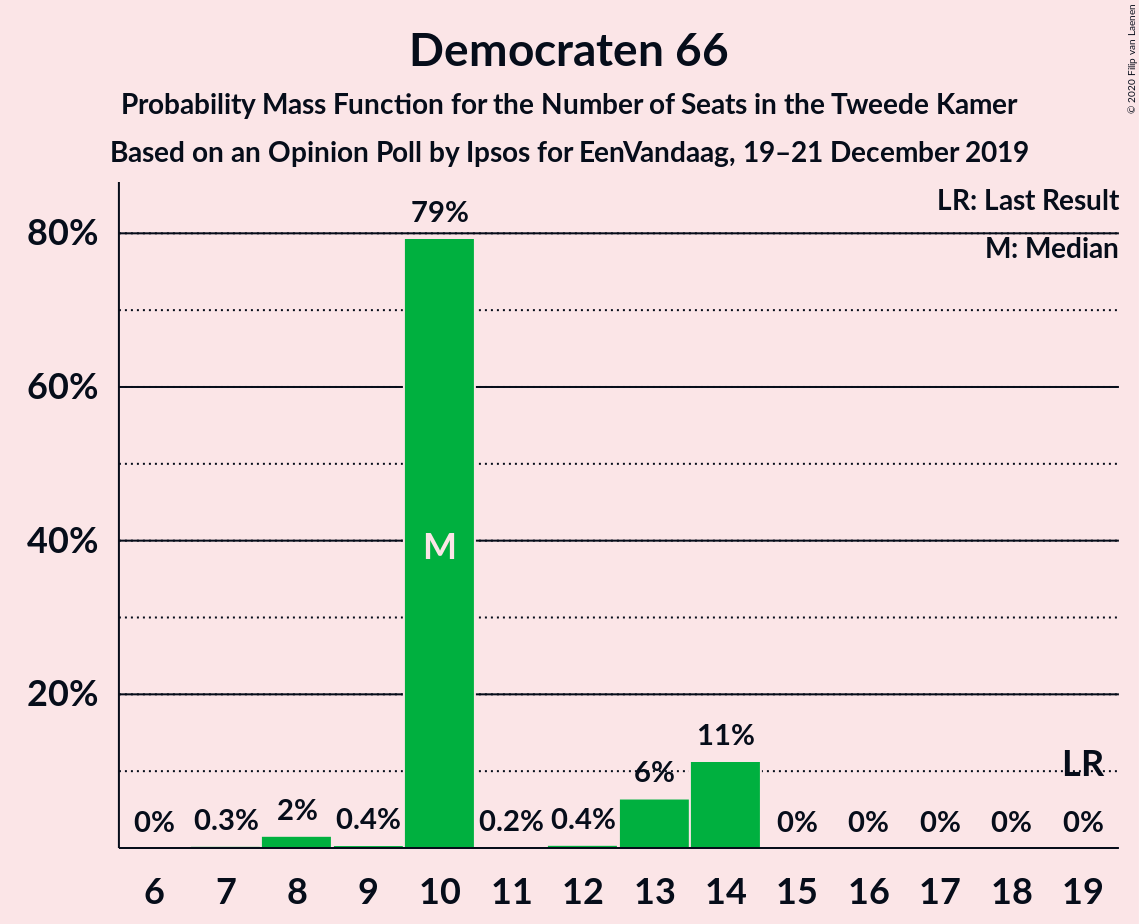 Democraten 66
Probability Mass Function for the Number of Seats in the Tweede Kamer
Based on an Opinion Poll by Ipsos for EenVandaag, 19–21 December 2019
© 2020 Filip van Laenen
LR: Last Result
M: Median
80%
60%
40%
20%
0%
0.3%
2%
0.4%
79%
M
0.2%
0.4%
6%
11%
0%
0%
0%
0%
LR
0%
6 7 8 9 10 11 12 13 14 15 16 17 18 19